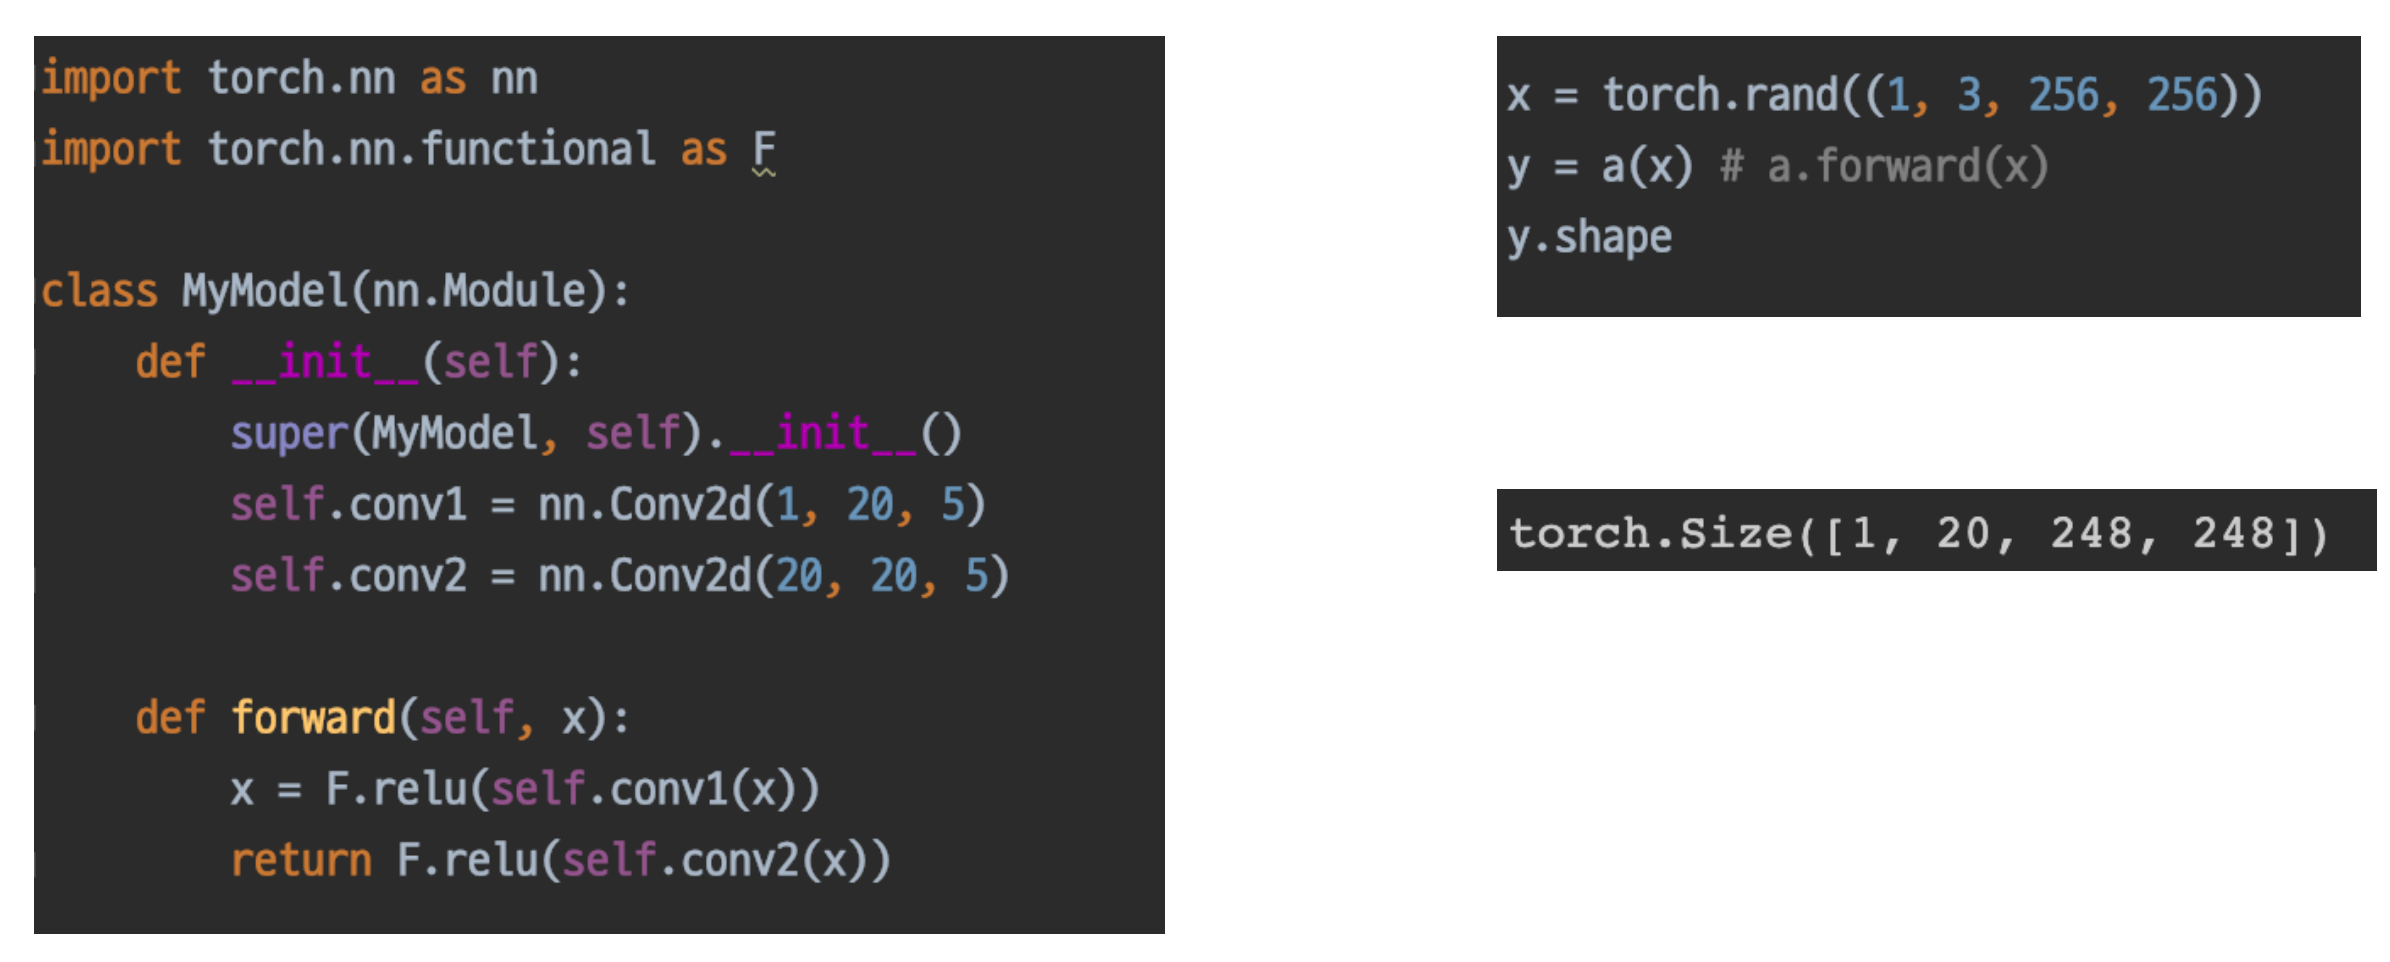 import torch.nn as nn
import torch.nn.functional as F
class MyModel(nn.Module):
    def __init__(self):
        super(MyModel, self).__init__()
        self.conv1 = nn.Conv2d(1, 20, 5)
        self.conv2 = nn.Conv2d(20, 20, 5)
    def forward(self, x):
        x = F.relu(self.conv1(x))
        return F.relu(self.conv2(x))
x = torch.rand((1, 3, 256, 256))
y = a(x) # a.forward(x)
y.shape
torch.Size([1, 20, 248, 248])